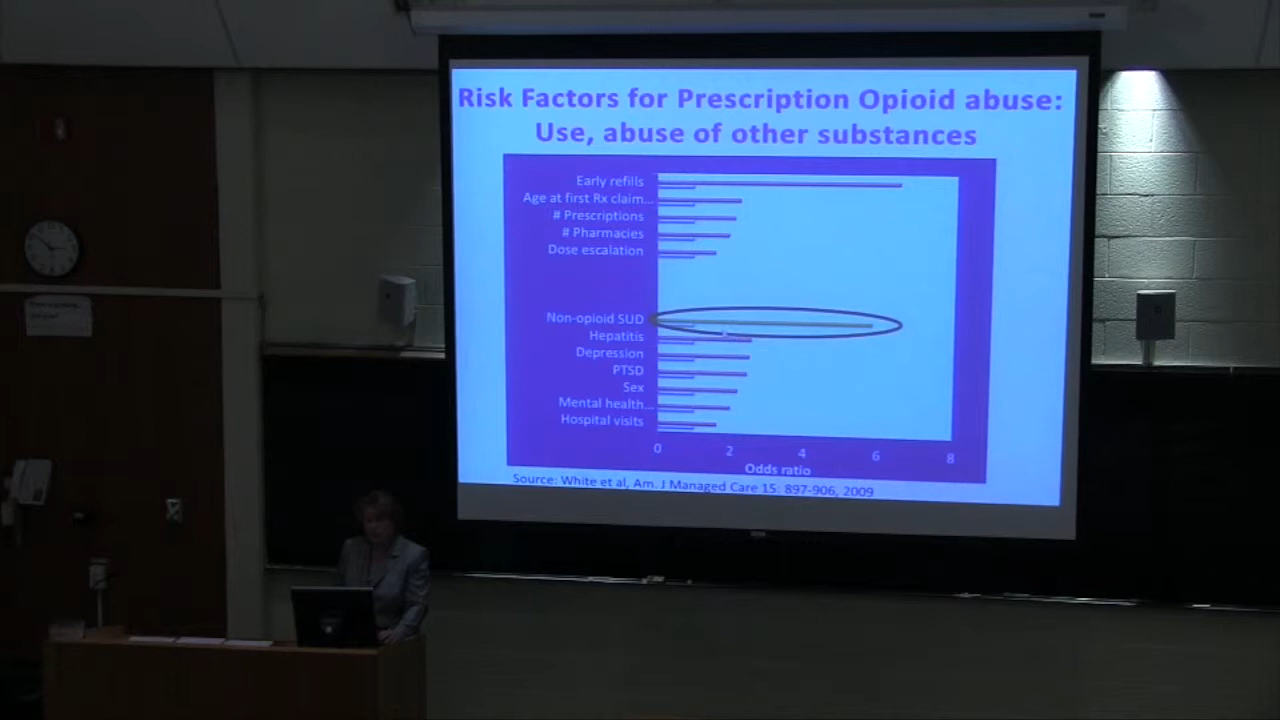 Risk Factors for Prescription Opioid abuse:
Use, abuse of other substances
Early refills
Age at first Rx claim...
# Prescriptions
# Pharmacies
Dose escalation
Non-opioid SUD
Hepatitis
Depression
PTSD
Sex
Mental health...
Hospital visits
0 2 4 6 8
Odds ratio
Source: White et al, Am. J Managed Care 15: 897-906, 2009